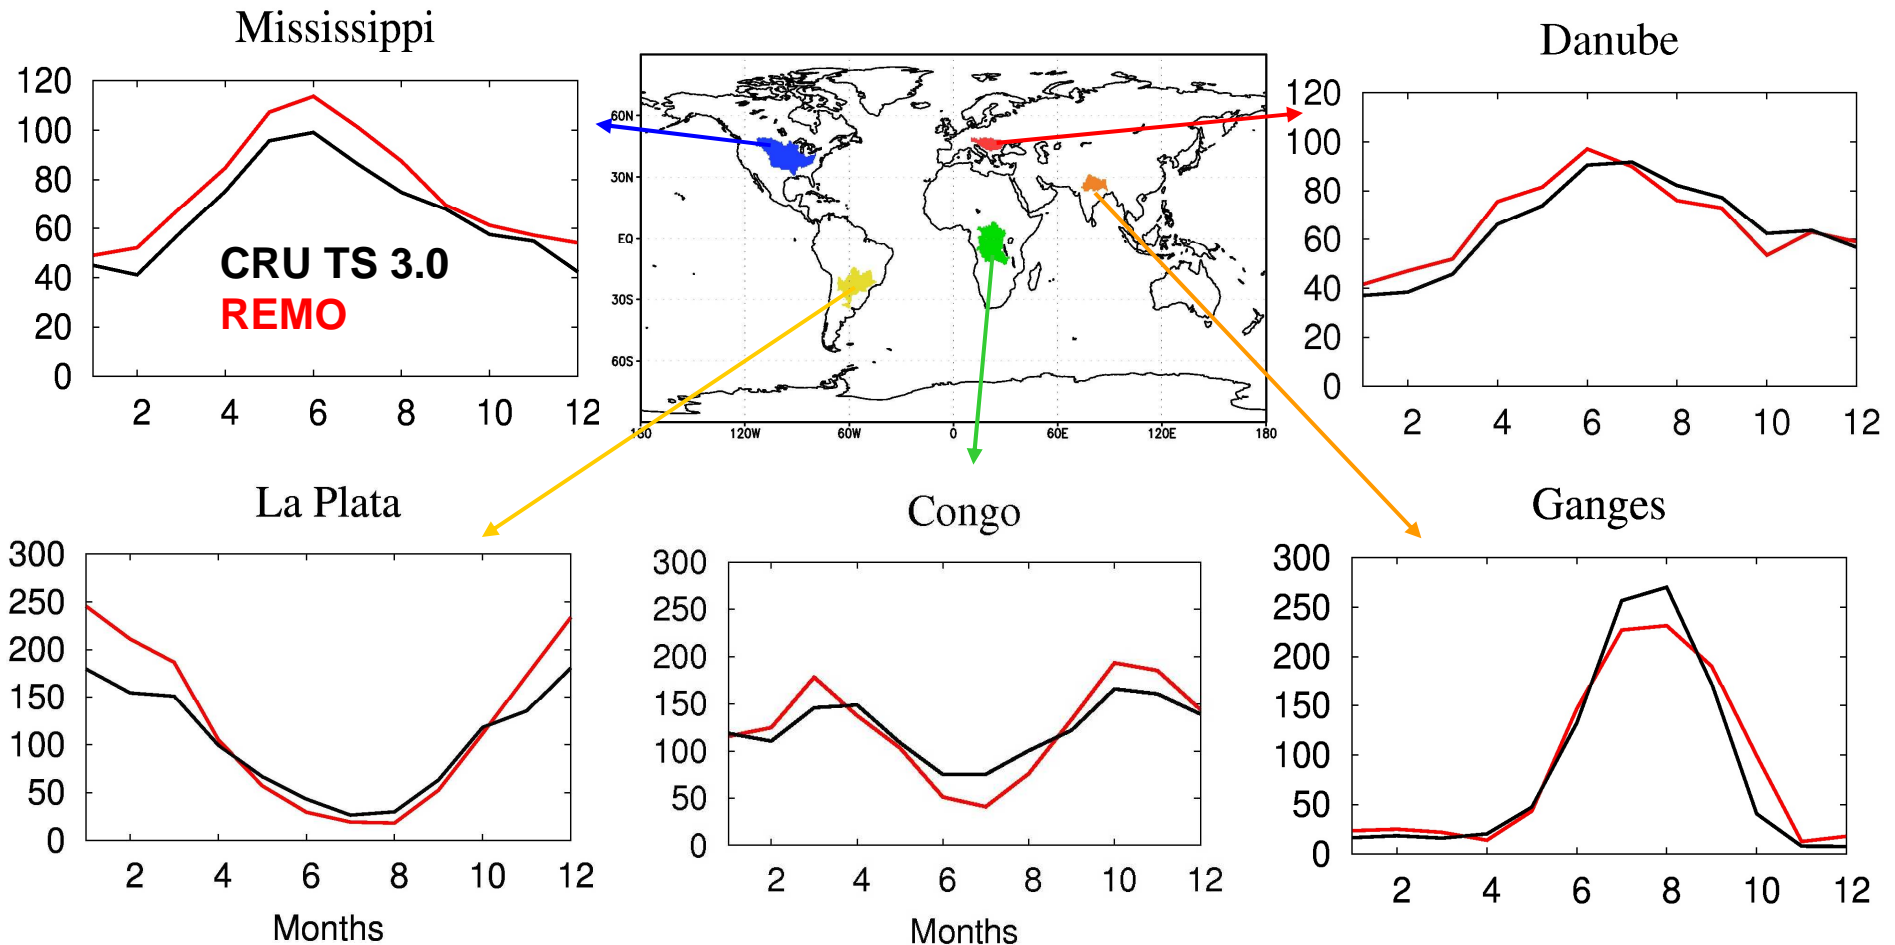 Mississippi
120
100
80
60
40
20
0
2 4 6 8 10 12
CRU TS 3.0
REMO
60N
30N
EQ
30S
60S
180 120W 60W 0 60E 120E 180
Danube
120
100
80
60
40
20
0
2 4 6 8 10 12
La Plata
300
250
200
150
100
50
0
2 4 6 8 10 12
Months
Congo
300
250
200
150
100
50
0
2 4 6 8 10 12
Months
Ganges
300
250
200
150
100
50
0
2 4 6 8 10 12